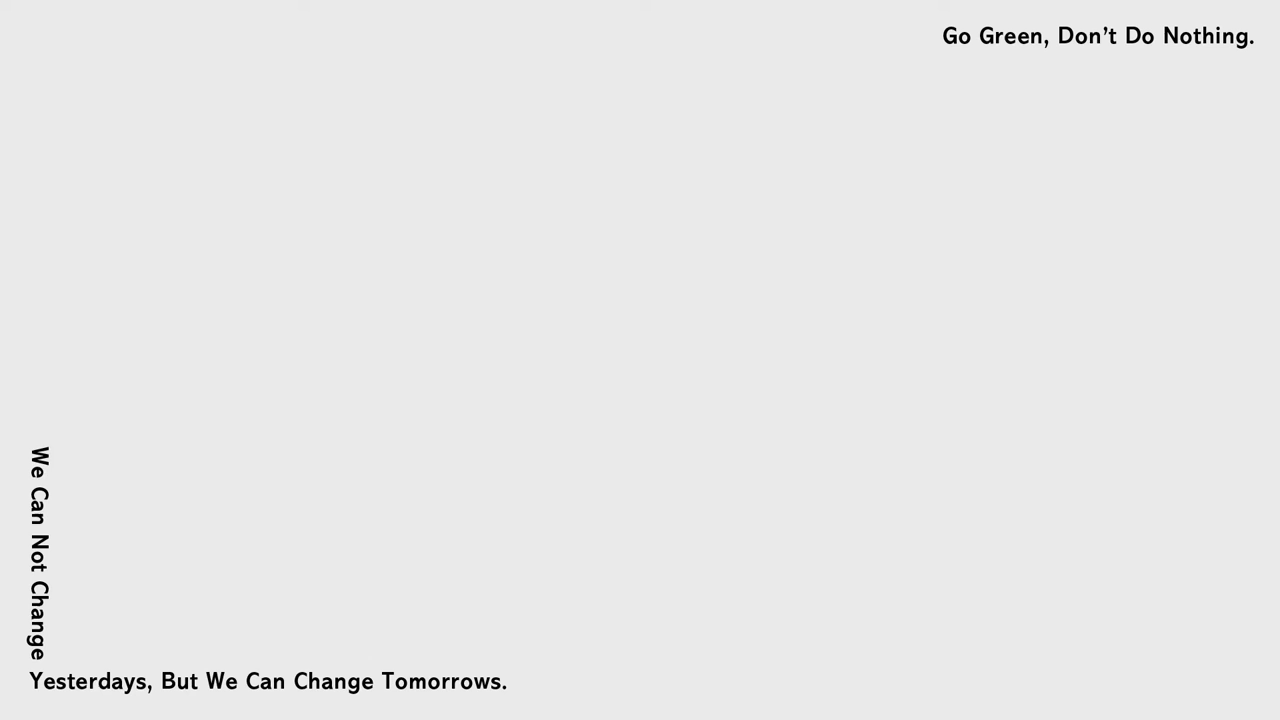 Go Green, Don’t Do Nothing.
We Can Not Change
Yesterdays, But We Can Change Tomorrows.